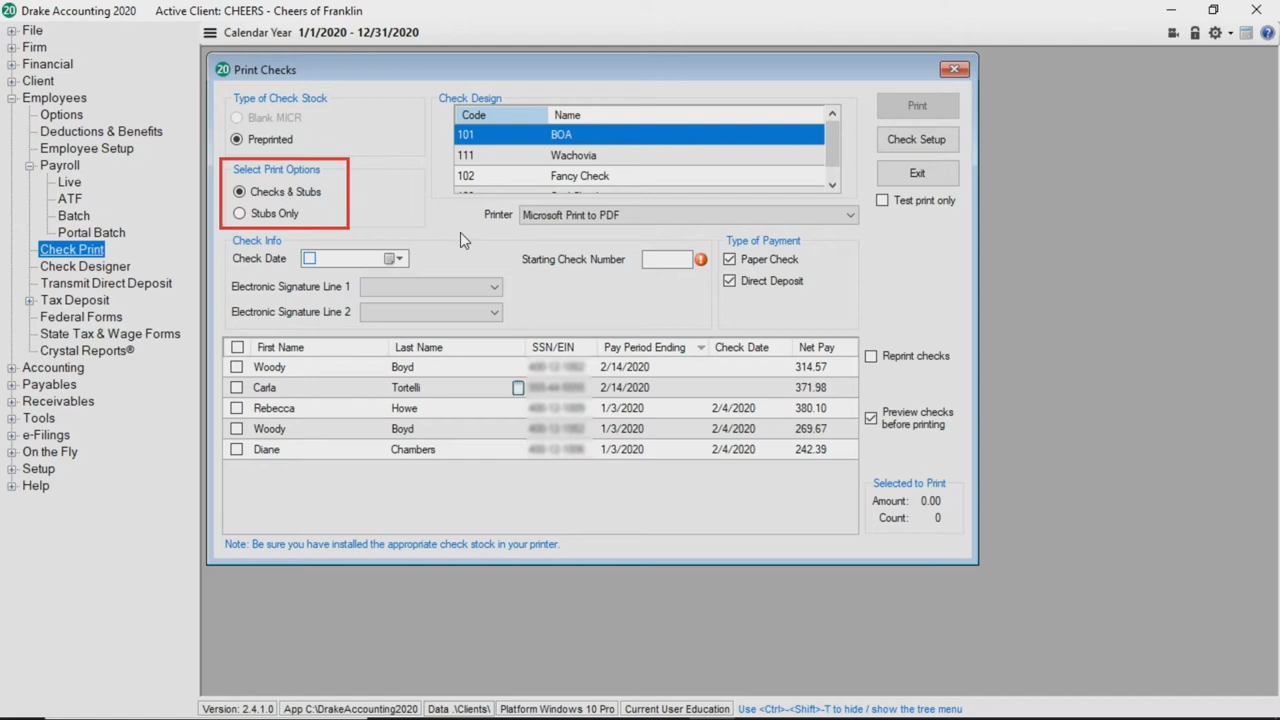 20 Drake Accounting 2020 Active Client: CHEERS - Cheers of Franklin
File
Firm
Financial
Client
Employees
Options
Deductions & Benefits
Employee Setup
Payroll
Live
ATF
Batch
Portal Batch
Check Print
Check Designer
Transmit Direct Deposit
Tax Deposit
Federal Forms
State Tax & Wage Forms
Crystal Reports®
Accounting
Payables
Receivables
Tools
e-Filings
On the Fly
Setup
Help
Calendar Year 1/1/2020 - 12/31/2020
20 Print Checks
Type of Check Stock
Blank MICR
Preprinted
Select Print Options
Checks & Stubs
Stubs Only
Check Design
Code Name
101 BOA
111 Wachovia
102 Fancy Check
Printer Microsoft Print to PDF
Print
Check Setup
Exit
Test print only
Check Info
Check Date
Starting Check Number
Electronic Signature Line 1
Electronic Signature Line 2
Type of Payment
Paper Check
Direct Deposit
First Name Last Name SSN/EIN Pay Period Ending Check Date Net Pay
Woody Boyd 2/14/2020 314.57
Carla Tortelli 2/14/2020 371.98
Rebecca Howe 1/3/2020 2/4/2020 380.10
Woody Boyd 1/3/2020 2/4/2020 269.67
Diane Chambers 1/3/2020 2/4/2020 242.39
Reprint checks
Preview checks
before printing
Selected to Print
Amount: 0.00
Count: 0
Note: Be sure you have installed the appropriate check stock in your printer.
Version: 2.4.1.0 App C:\DrakeAccounting2020 Data .\Clients\ Platform Windows 10 Pro Current User Education Use <Ctrl>-<Shift>-T to hide / show the tree menu